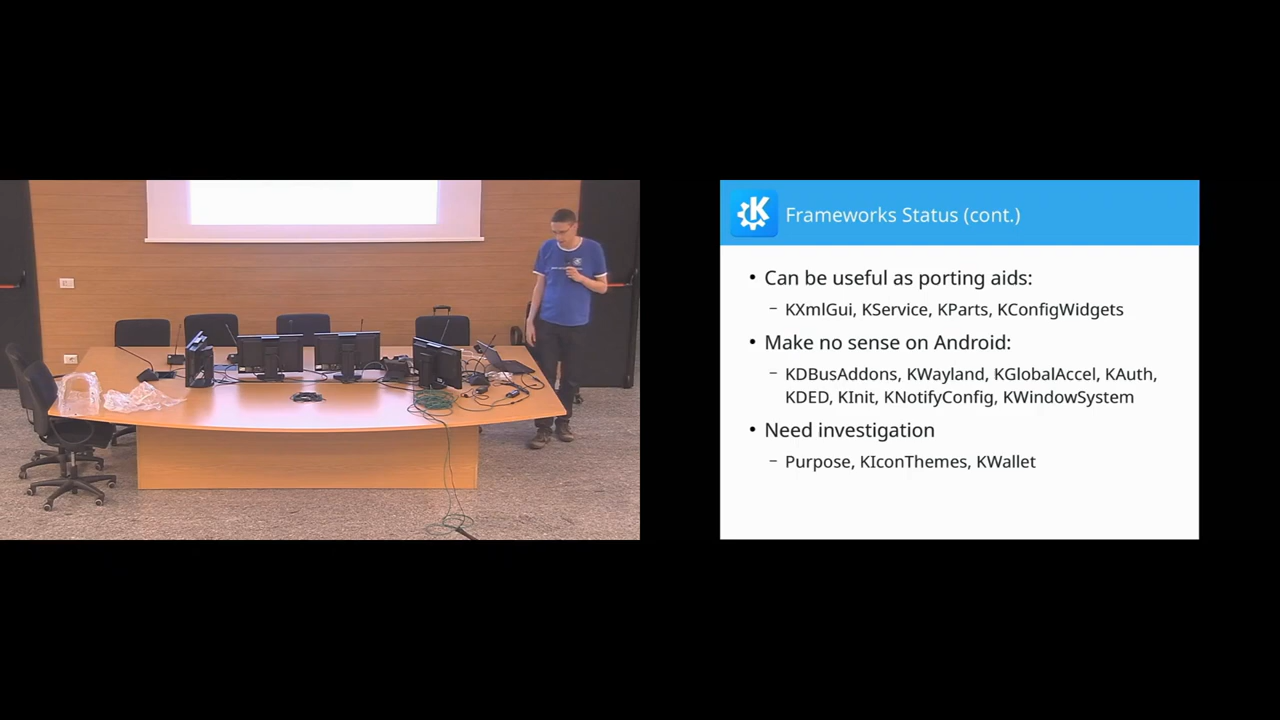 Frameworks Status (cont.)
• Can be useful as porting aids:
– KXmlGui, KService, KParts, KConfigWidgets
• Make no sense on Android:
– KDBusAddons, KWayland, KGlobalAccel, KAuth,
KDED, KInit, KNotifyConfig, KWindowSystem
• Need investigation
– Purpose, KIconThemes, KWallet